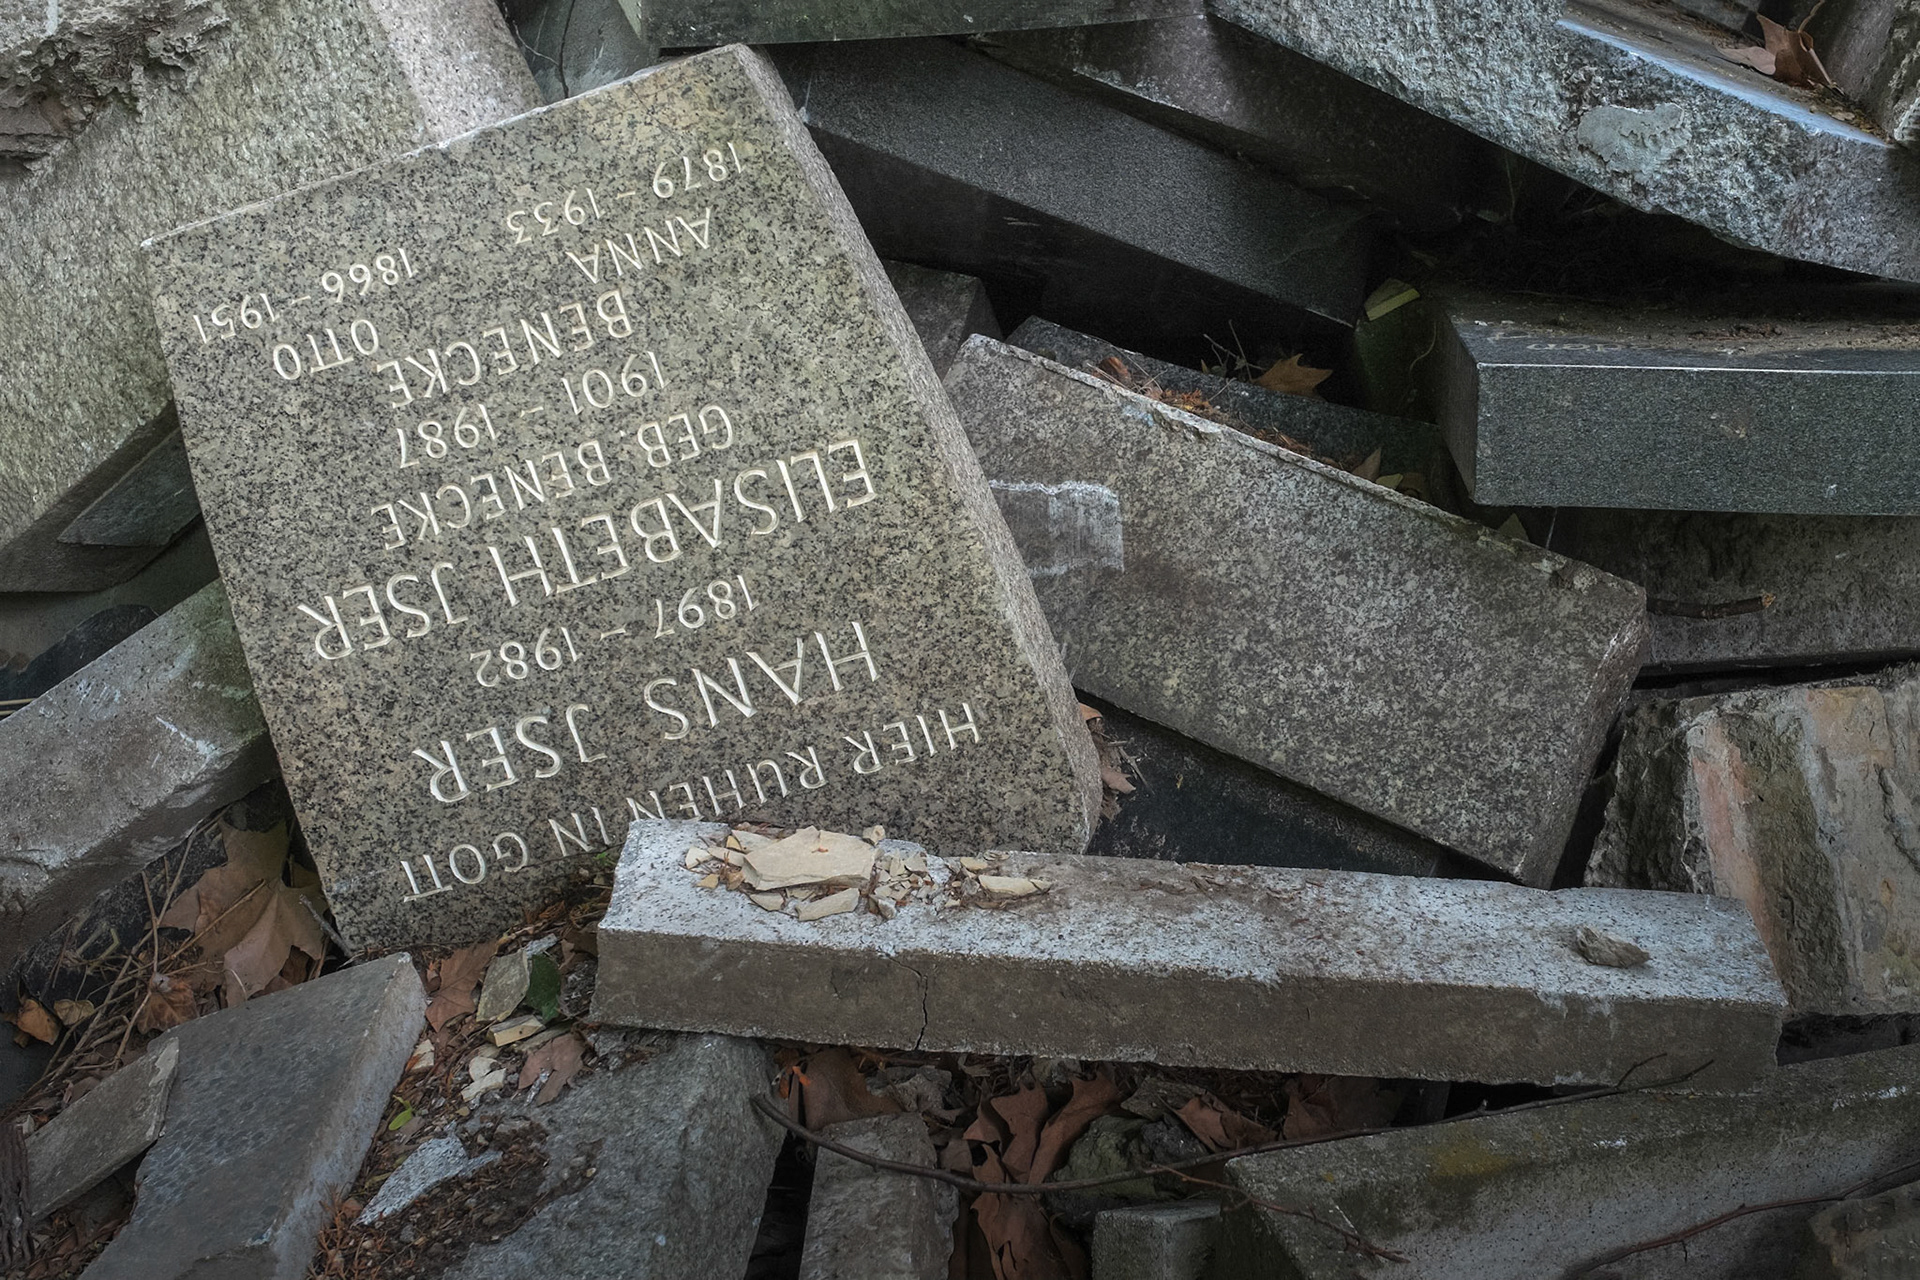 HIER RUHEN IN GOTT
HANS JSER
1897 – 1982
ELISABETH JSER
GEB. BENECKE
1901 – 1987
BENECKE
ANNA OTTO
1879 – 1933 1866 – 1951